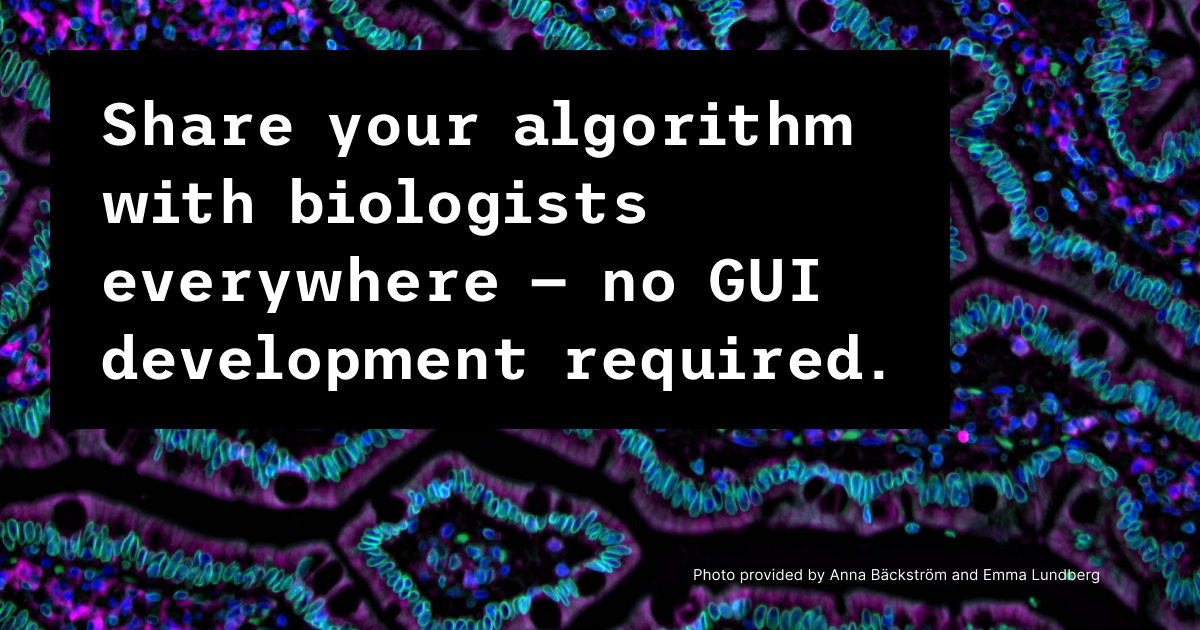 Share your algorithm
with biologists
everywhere — no GUI
development required.
Photo provided by Anna Bäckström and Emma Lundberg